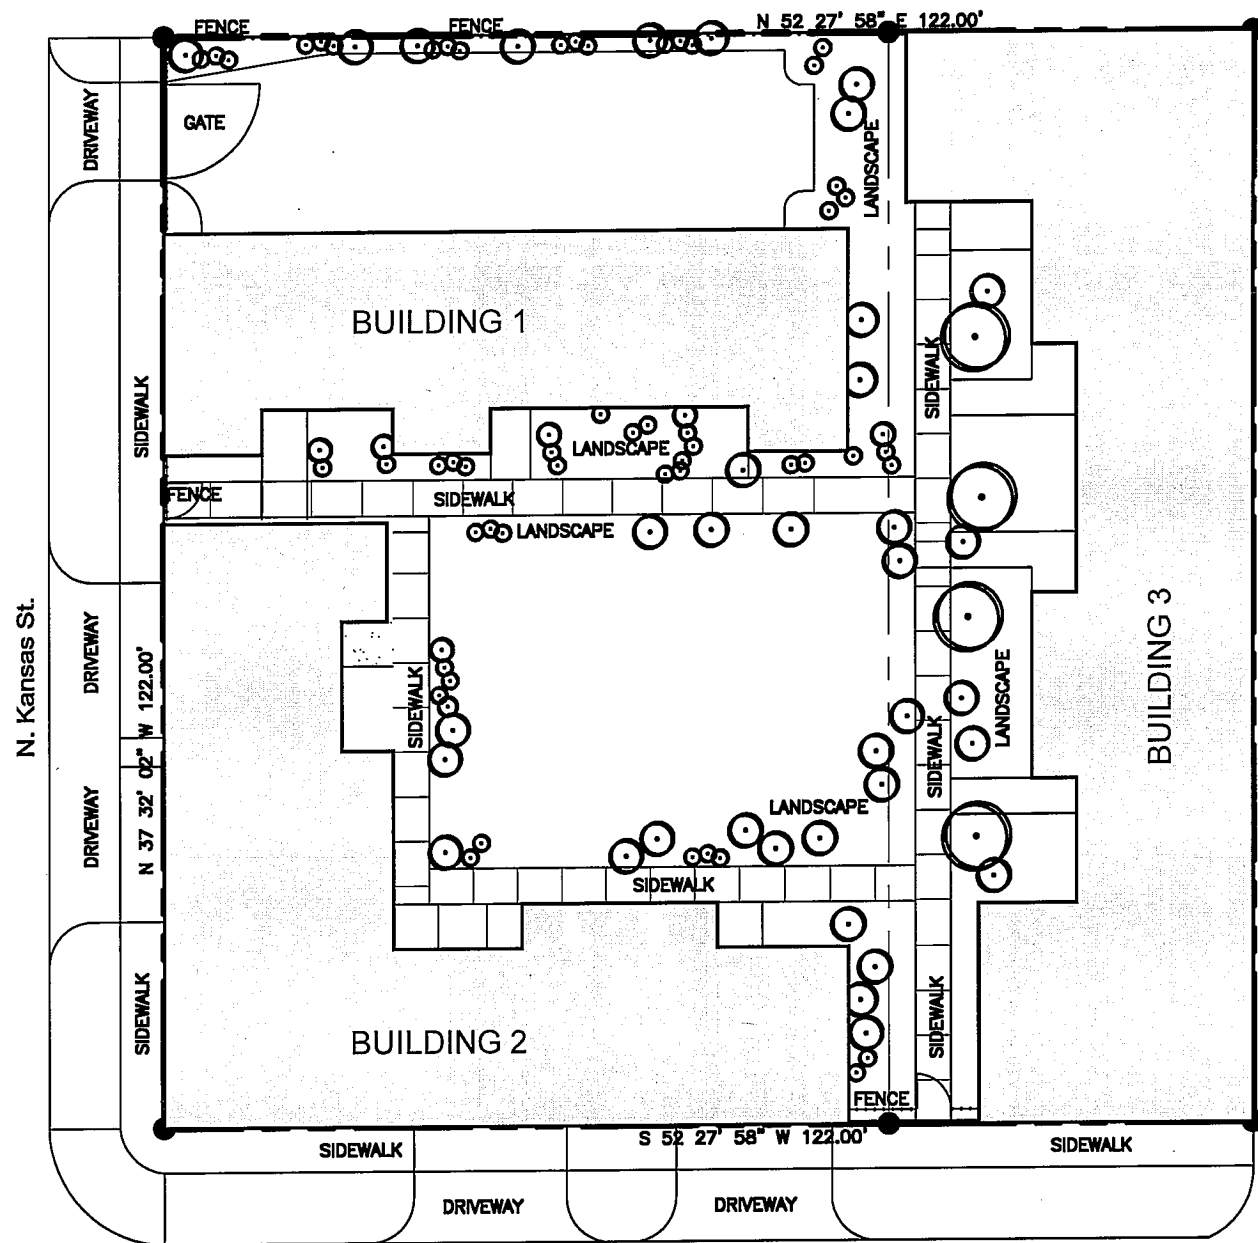 FENCE
FENCE
N 52 27' 58" E 122.00'
DRIVEWAY
GATE
LANDSCAPE
BUILDING 1
SIDEWALK
SIDEWALK
LANDSCAPE
FENCE
SIDEWALK
LANDSCAPE
N. Kansas St.
DRIVEWAY
N 37 32' 02" W 122.00'
SIDEWALK
LANDSCAPE
BUILDING 3
SIDEWALK
DRIVEWAY
LANDSCAPE
SIDEWALK
SIDEWALK
BUILDING 2
SIDEWALK
FENCE
S 52 27' 58" W 122.00'
SIDEWALK
SIDEWALK
DRIVEWAY
DRIVEWAY